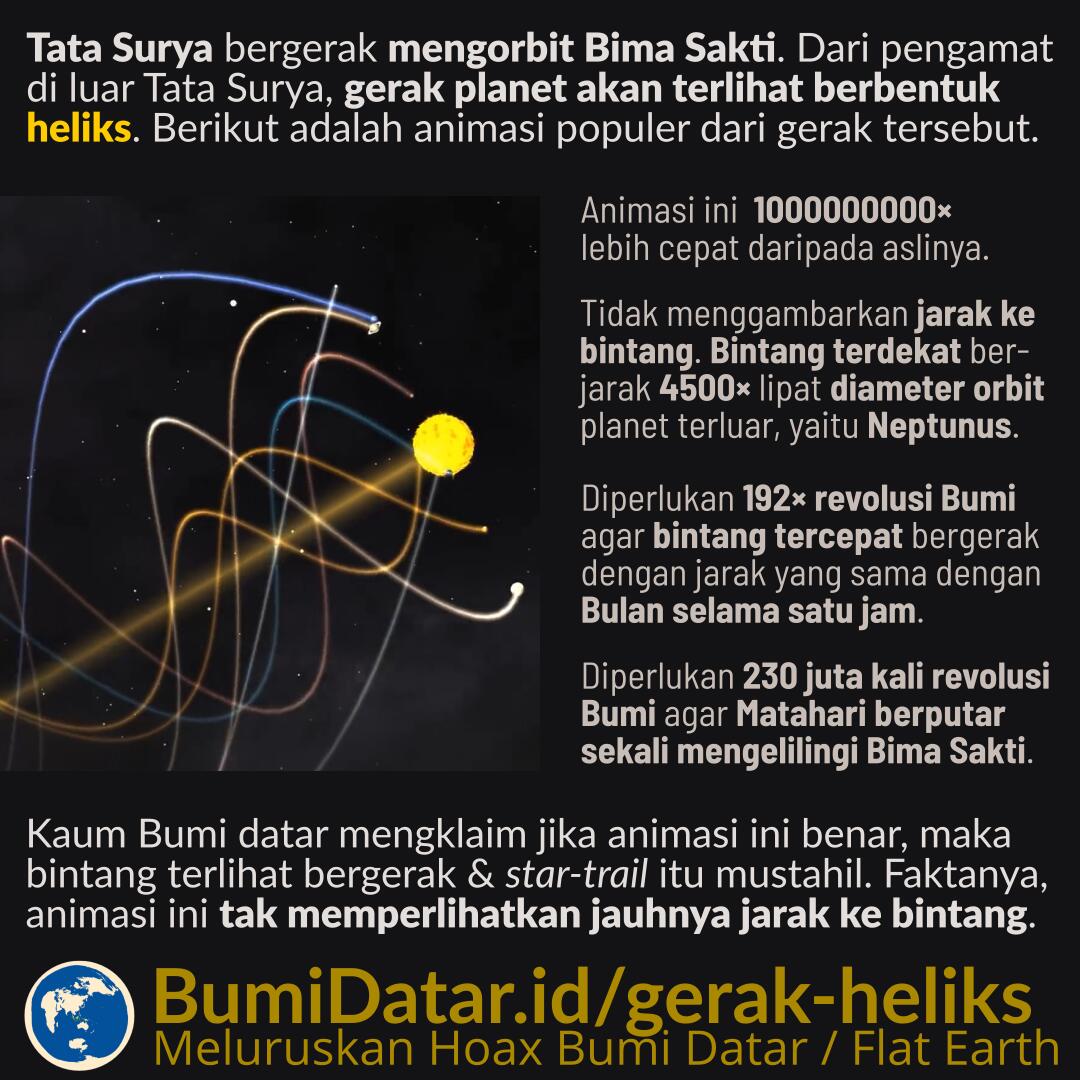 Tata Surya bergerak mengorbit Bima Sakti. Dari pengamat
di luar Tata Surya, gerak planet akan terlihat berbentuk
heliks. Berikut adalah animasi populer dari gerak tersebut.
Animasi ini 1000000000×
lebih cepat daripada aslinya.
Tidak menggambarkan jarak ke
bintang. Bintang terdekat ber-
jarak 4500× lipat diameter orbit
planet terluar, yaitu Neptunus.
Diperlukan 192× revolusi Bumi
agar bintang tercepat bergerak
dengan jarak yang sama dengan
Bulan selama satu jam.
Diperlukan 230 juta kali revolusi
Bumi agar Matahari berputar
sekali mengelilingi Bima Sakti.
Kaum Bumi datar mengklaim jika animasi ini benar, maka
bintang terlihat bergerak & star-trail itu mustahil. Faktanya,
animasi ini tak memperlihatkan jauhnya jarak ke bintang.
BumiDatar.id/gerak-heliks
Meluruskan Hoax Bumi Datar / Flat Earth